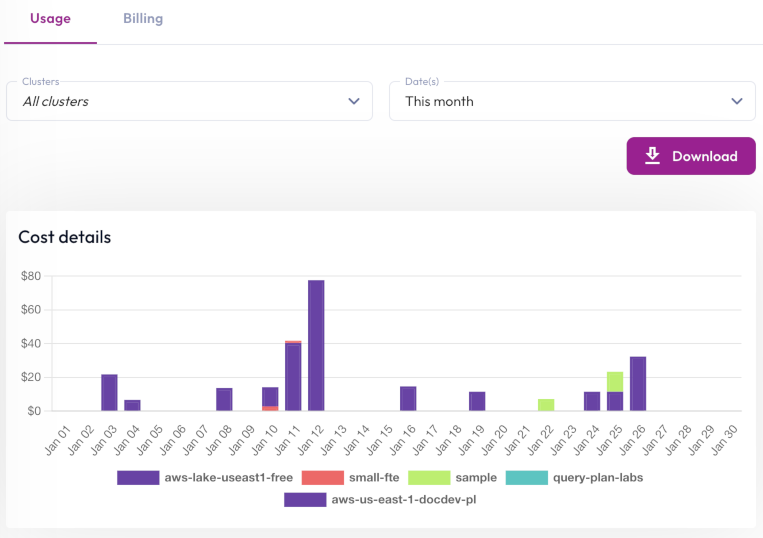 Usage Billing
Clusters Date(s)
All clusters This month
Download
Cost details
$80
$60
$40
$20
$0
Jan 01 Jan 02 Jan 03 Jan 04 Jan 05 Jan 06 Jan 07 Jan 08 Jan 09 Jan 10 Jan 11 Jan 12 Jan 13 Jan 14 Jan 15 Jan 16 Jan 17 Jan 18 Jan 19 Jan 20 Jan 21 Jan 22 Jan 23 Jan 24 Jan 25 Jan 26 Jan 27 Jan 28 Jan 29 Jan 30
aws-lake-useast1-free small-fte sample query-plan-labs
aws-us-east-1-docdev-pl